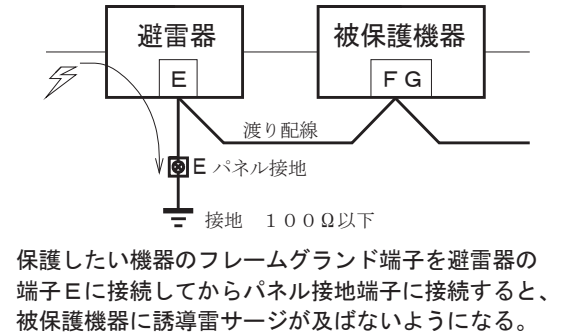 避雷器
被保護機器
E
FG
渡り配線
E パネル接地
接地 100Ω以下
保護したい機器のフレームグランド端子を避雷器の
端子Eに接続してからパネル接地端子に接続すると、
被保護機器に誘導雷サージが及ばないようになる。